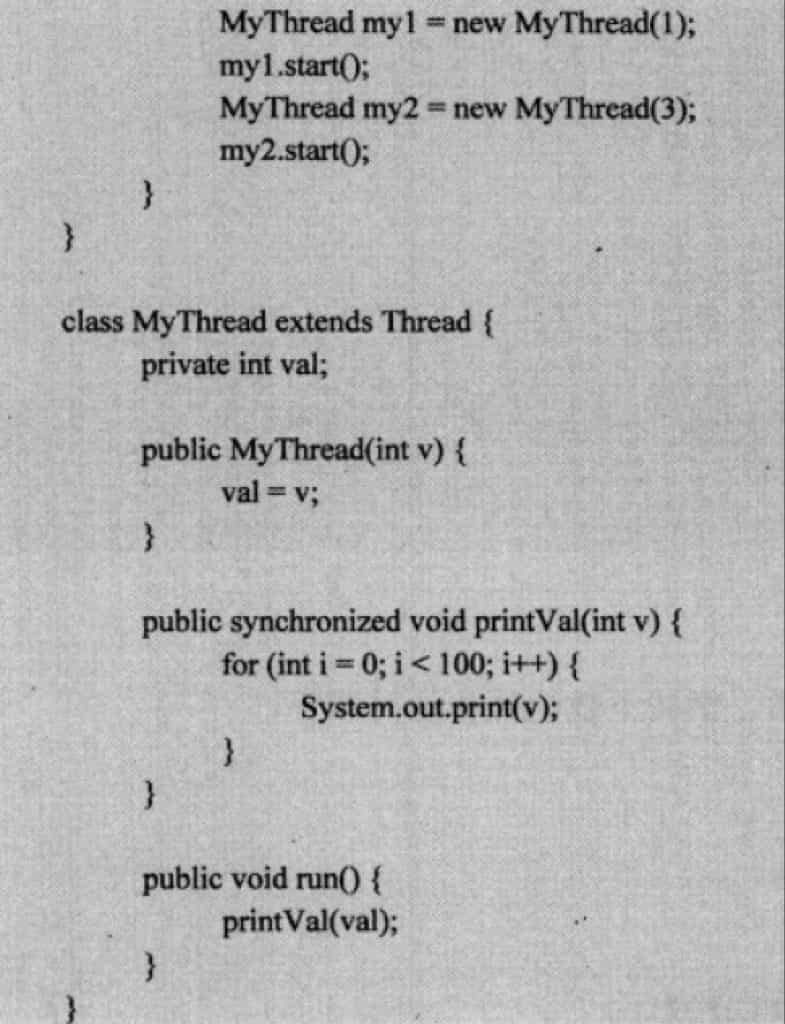 MyThread my1 = new MyThread(1);
my1.start();
MyThread my2 = new MyThread(3);
my2.start();
}
}
class MyThread extends Thread {
private int val;
public MyThread(int v) {
val = v;
}
public synchronized void printVal(int v) {
for (int i = 0; i < 100; i++) {
System.out.print(v);
}
}
public void run() {
printVal(val);
}
}